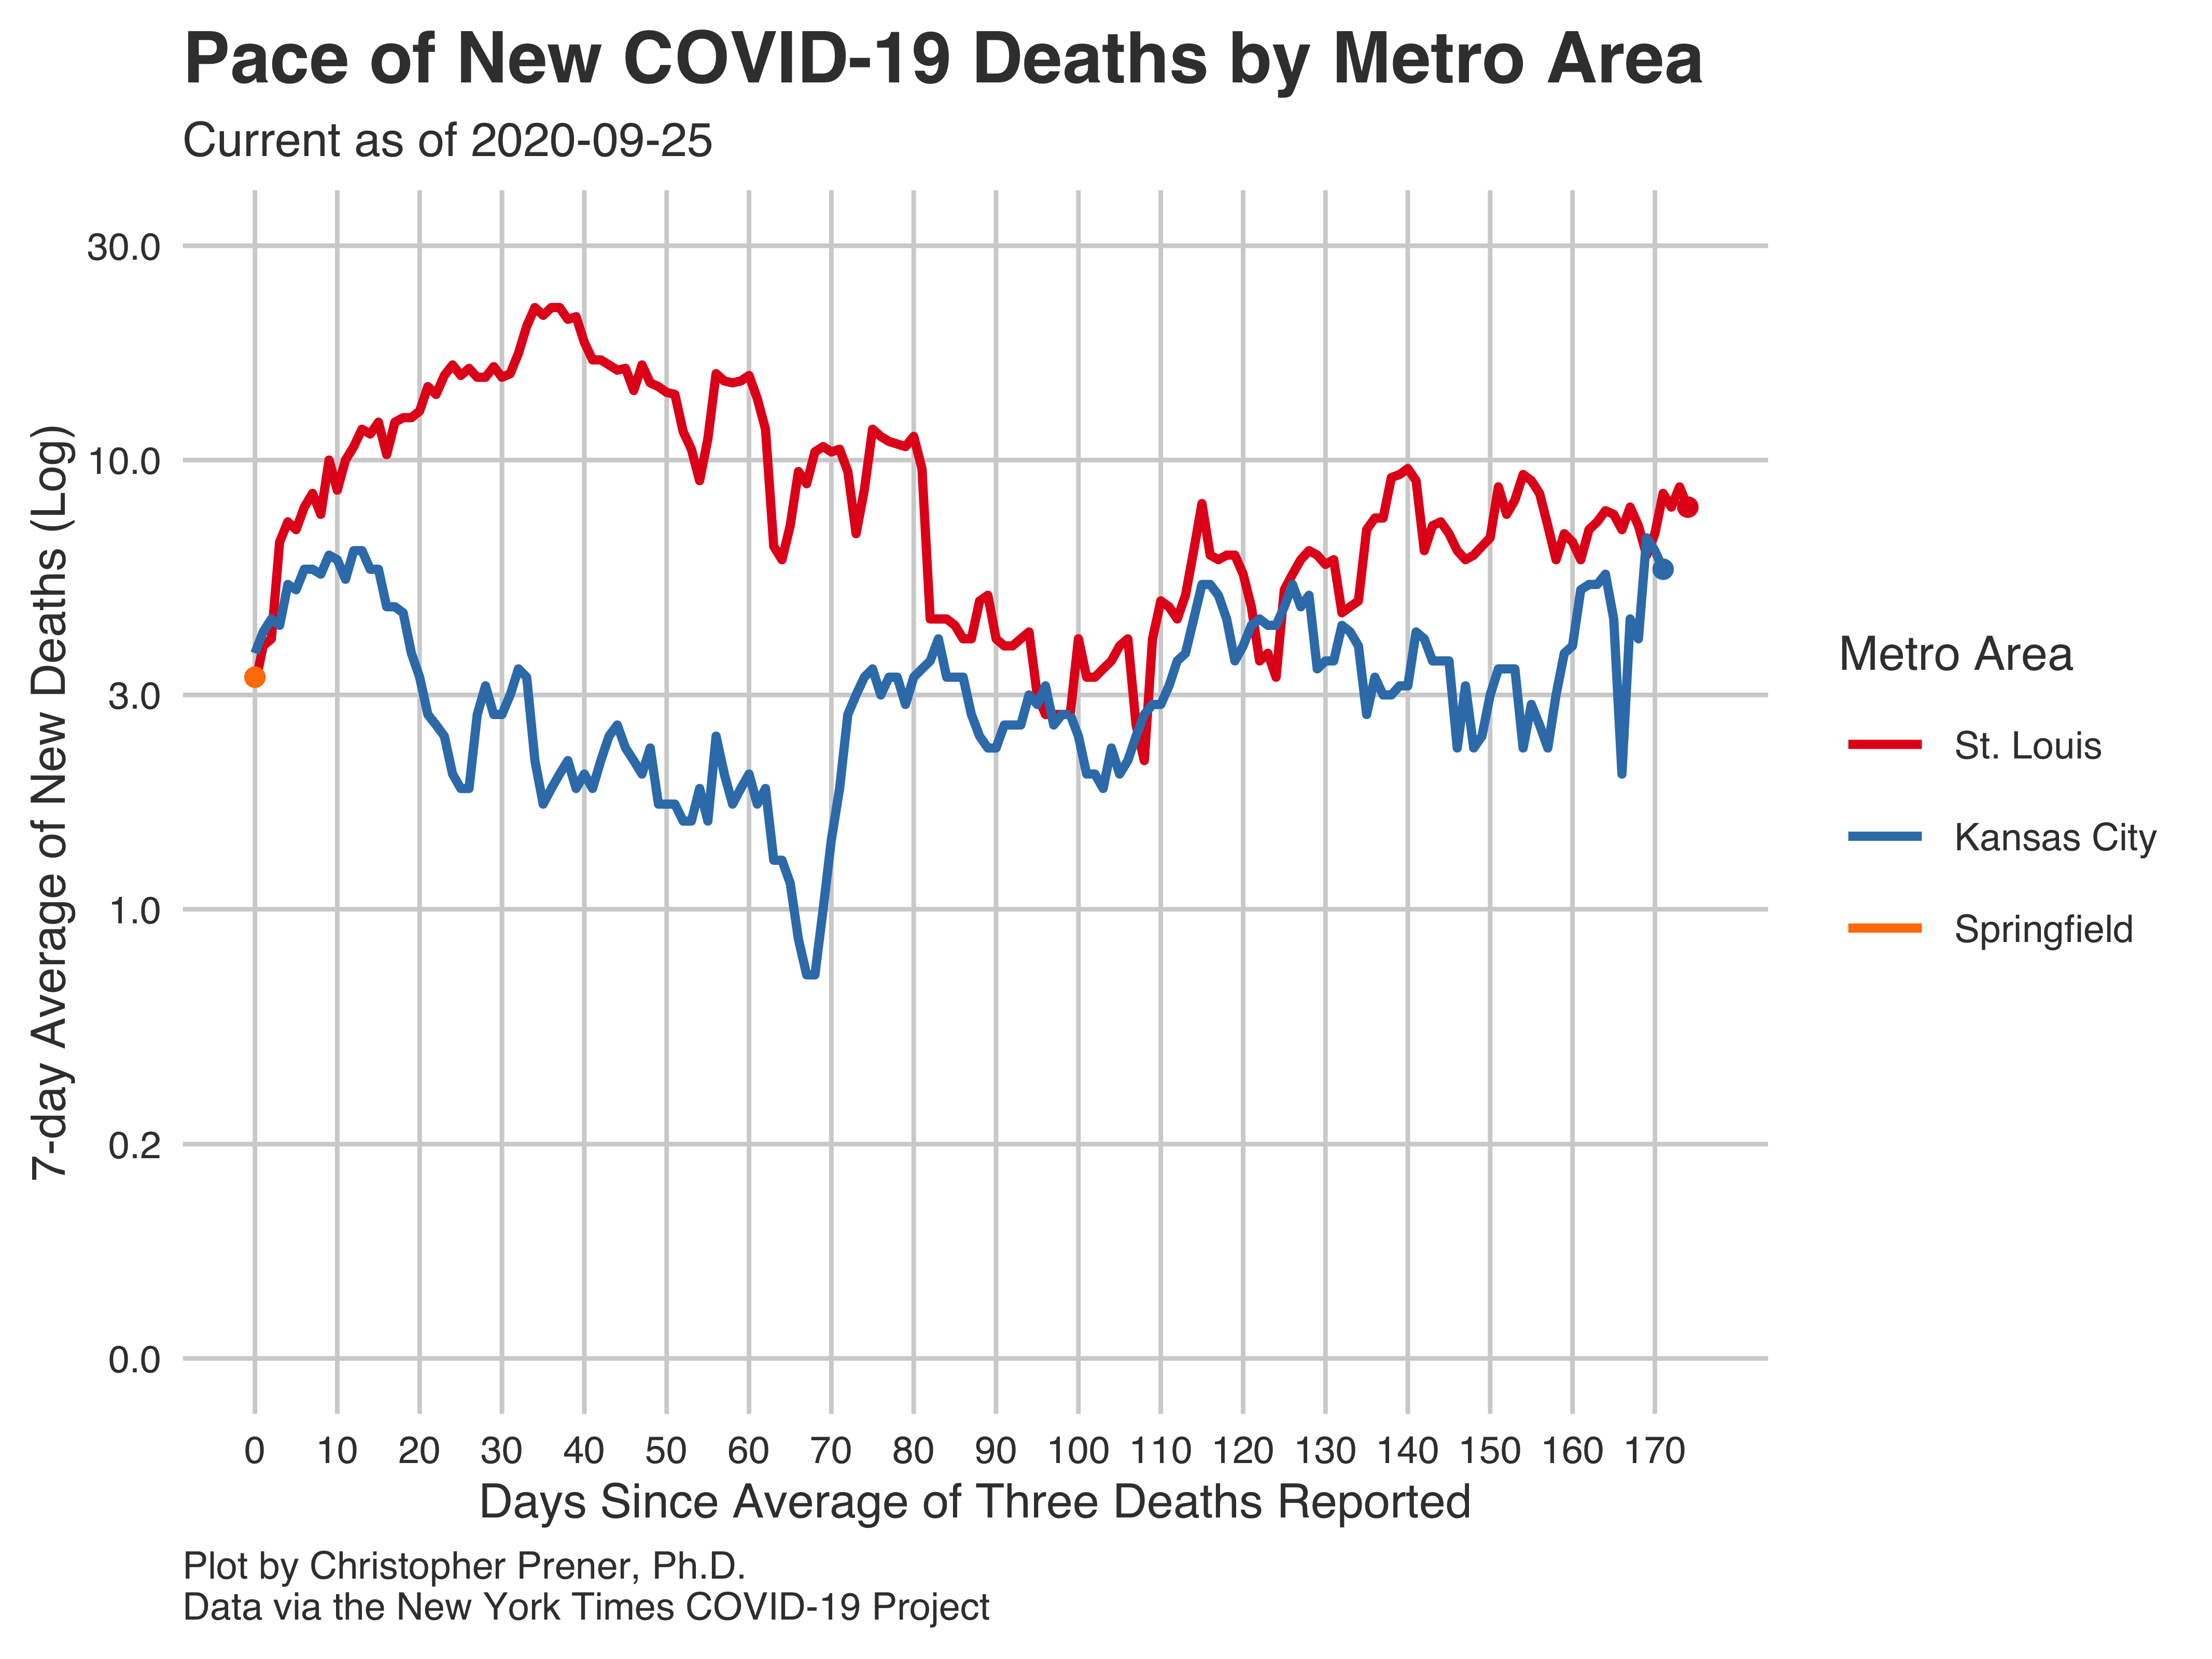 Pace of New COVID-19 Deaths by Metro Area
Current as of 2020-09-25
7-day Average of New Deaths (Log)
30.0
10.0
3.0
1.0
0.2
0.0
0 10 20 30 40 50 60 70 80 90 100 110 120 130 140 150 160 170
Days Since Average of Three Deaths Reported
Metro Area
St. Louis
Kansas City
Springfield
Plot by Christopher Prener, Ph.D.
Data via the New York Times COVID-19 Project